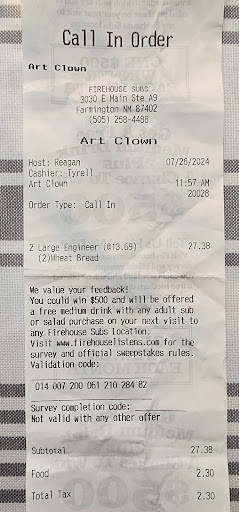 Call In Order
Art Clown
FIREHOUSE SUBS
3030 E Main Ste A9
Farmington NM 87402
(505) 258-4488
Art Clown
Host: Reagan 07/26/2024
Cashier: Tyrell
Art Clown 11:57 AM
20028
Order Type: Call In
2 Large Engineer (@13.69) 27.38
(2)Wheat Bread
We value your feedback!
You could win $500 and will be offered
a free medium drink with any adult sub
or salad purchase on your next visit to
any Firehouse Subs Location.
Visit www.firehouselistens.com for the
survey and official sweepstakes rules.
Validation code:
014 007 200 061 210 284 82
Survey completion code:
Not valid with any other offer
Subtotal 27.38
Food 2.30
Total Tax 2.30